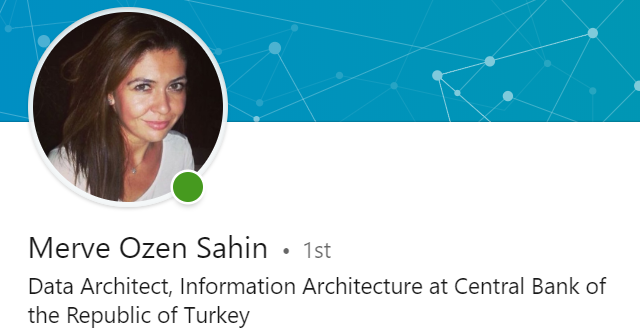 Merve Ozen Sahin • 1st
Data Architect, Information Architecture at Central Bank of
the Republic of Turkey